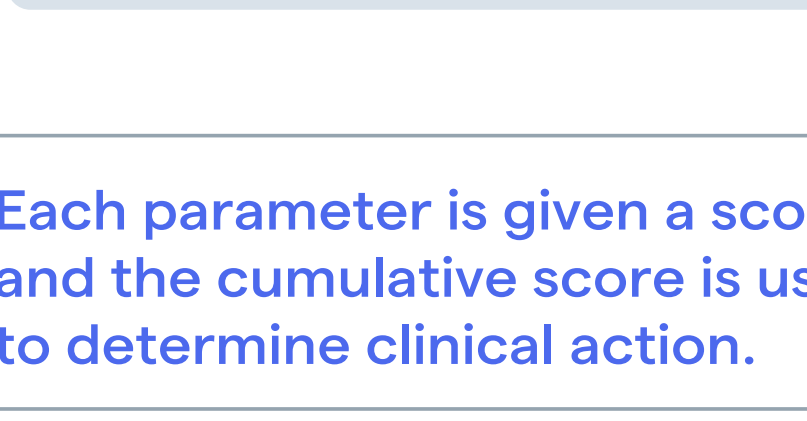 Each parameter is given a sco
and the cumulative score is us
to determine clinical action.